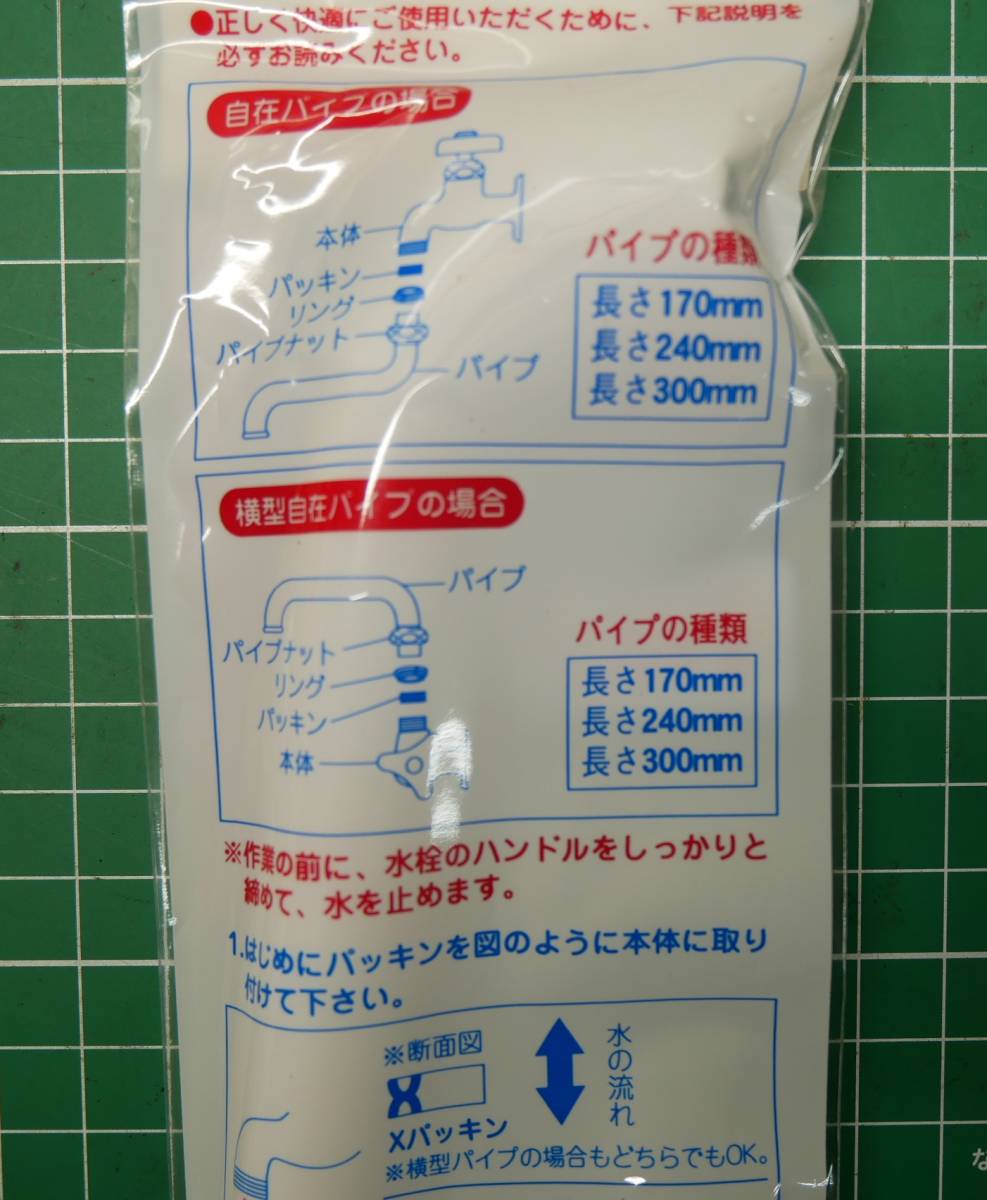 ●正しく快適にご使用いただくために、下記説明を
必ずお読みください。
自在パイプの場合
本体
パッキン
リング
パイプナット
パイプ
パイプの種類
長さ170mm
長さ240mm
長さ300mm
横型自在パイプの場合
パイプ
パイプナット
リング
パッキン
本体
パイプの種類
長さ170mm
長さ240mm
長さ300mm
※作業の前に、水栓のハンドルをしっかりと
締めて、水を止めます。
1.はじめにパッキンを図のように本体に取り
付けて下さい。
※断面図
水の流れ
Xパッキン
※横型パイプの場合もどちらでもOK。
な